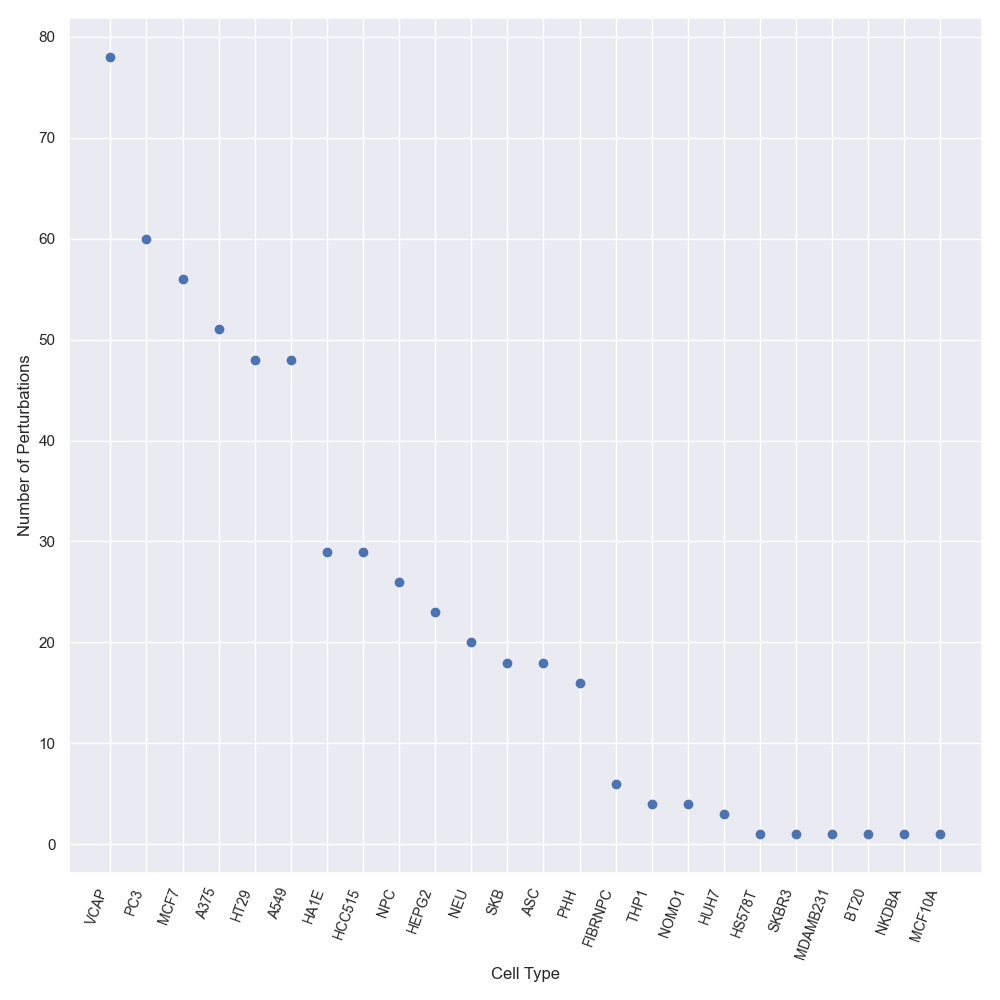 80
70
60
50
40
30
20
10
0
Number of Perturbations
VCAP
PC3
MCF7
A375
HT29
A549
HA1E
HCC515
NPC
HEPG2
NEU
SKB
ASC
PHH
FIBRNPC
THP1
NOMO1
HUH7
HS578T
SKBR3
MDAMB231
BT20
NKDBA
MCF10A
Cell Type